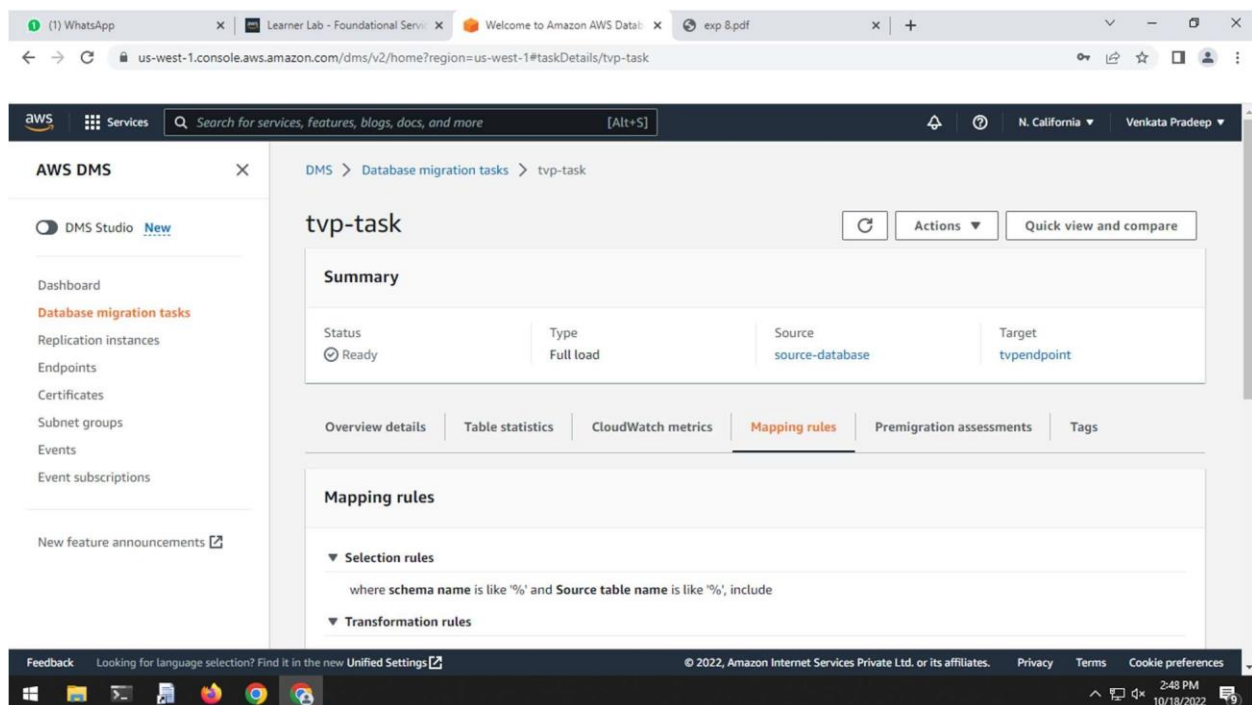 (1) WhatsApp
Learner Lab - Foundational Servic
Welcome to Amazon AWS Datab
exp 8.pdf
us-west-1.console.aws.amazon.com/dms/v2/home?region=us-west-1#taskDetails/tvp-task
aws Services Search for services, features, blogs, docs, and more [Alt+S] N. California Venkata Pradeep
AWS DMS
DMS Studio New
Dashboard
Database migration tasks
Replication instances
Endpoints
Certificates
Subnet groups
Events
Event subscriptions
New feature announcements
DMS > Database migration tasks > tvp-task
tvp-task
Actions Quick view and compare
Summary
Status Type Source Target
Ready Full load source-database tvpendpoint
Overview details Table statistics CloudWatch metrics Mapping rules Premigration assessments Tags
Mapping rules
Selection rules
where schema name is like '%' and Source table name is like '%', include
Transformation rules
Feedback Looking for language selection? Find it in the new Unified Settings © 2022, Amazon Internet Services Private Ltd. or its affiliates. Privacy Terms Cookie preferences
2:48 PM
10/18/2022
9